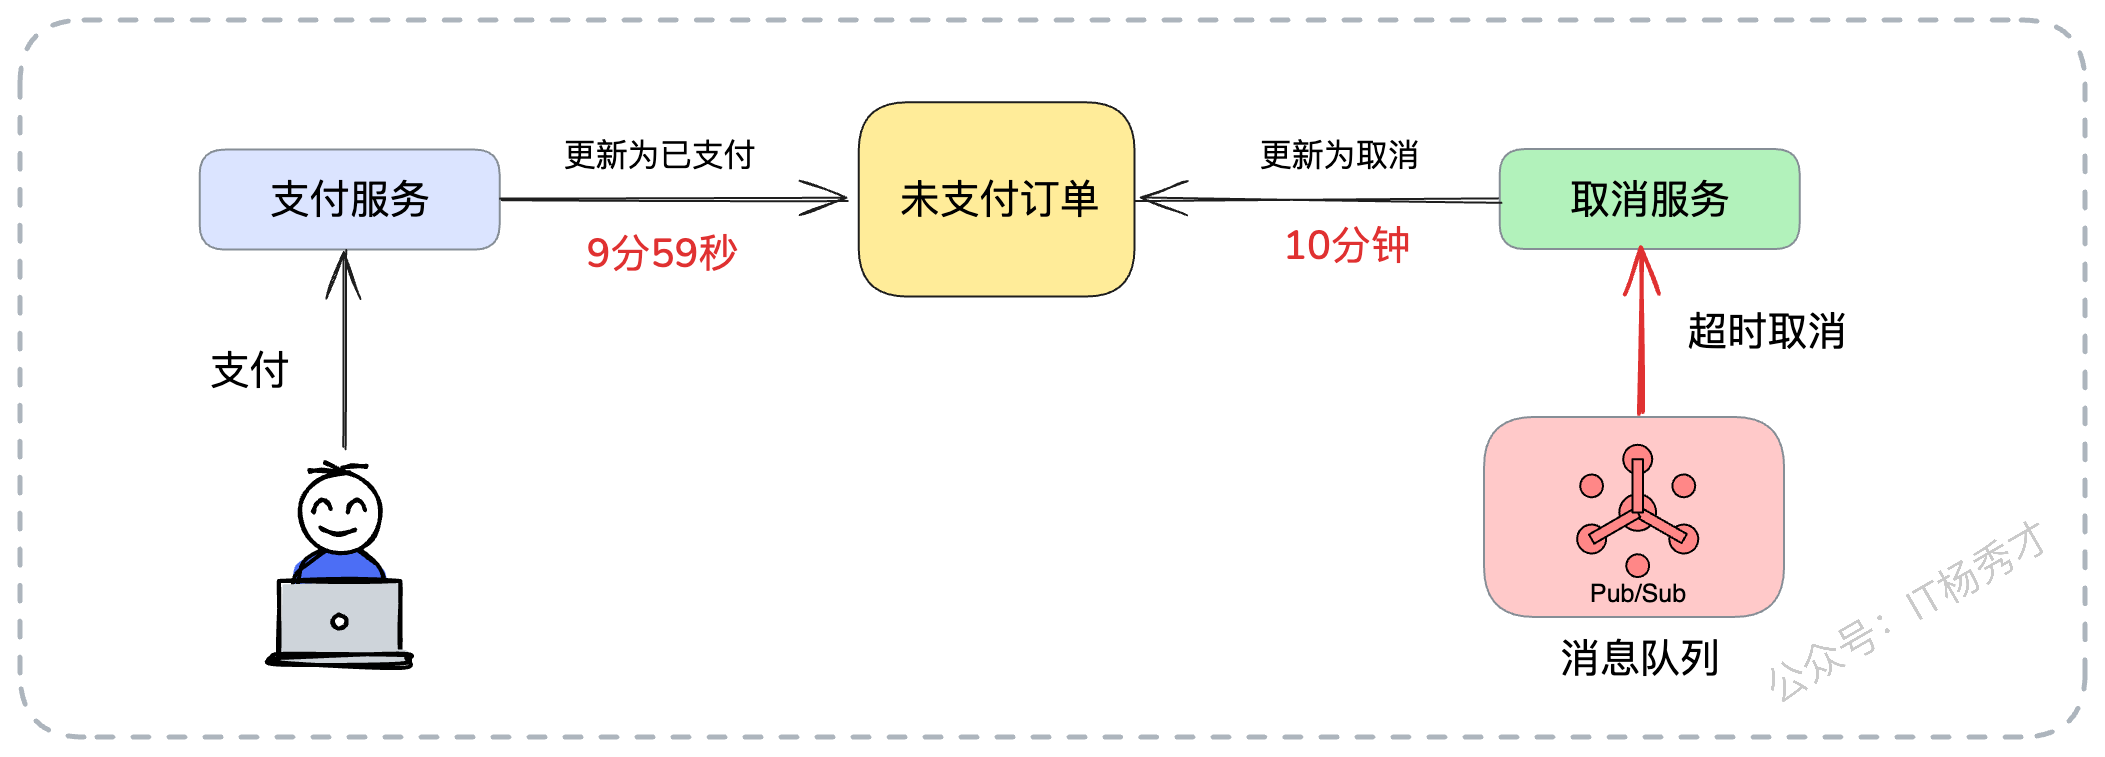 支付服务
更新为已支付
9分59秒
未支付订单
更新为取消
10分钟
取消服务
支付
超时取消
Pub/Sub
消息队列
公众号：IT杨秀才